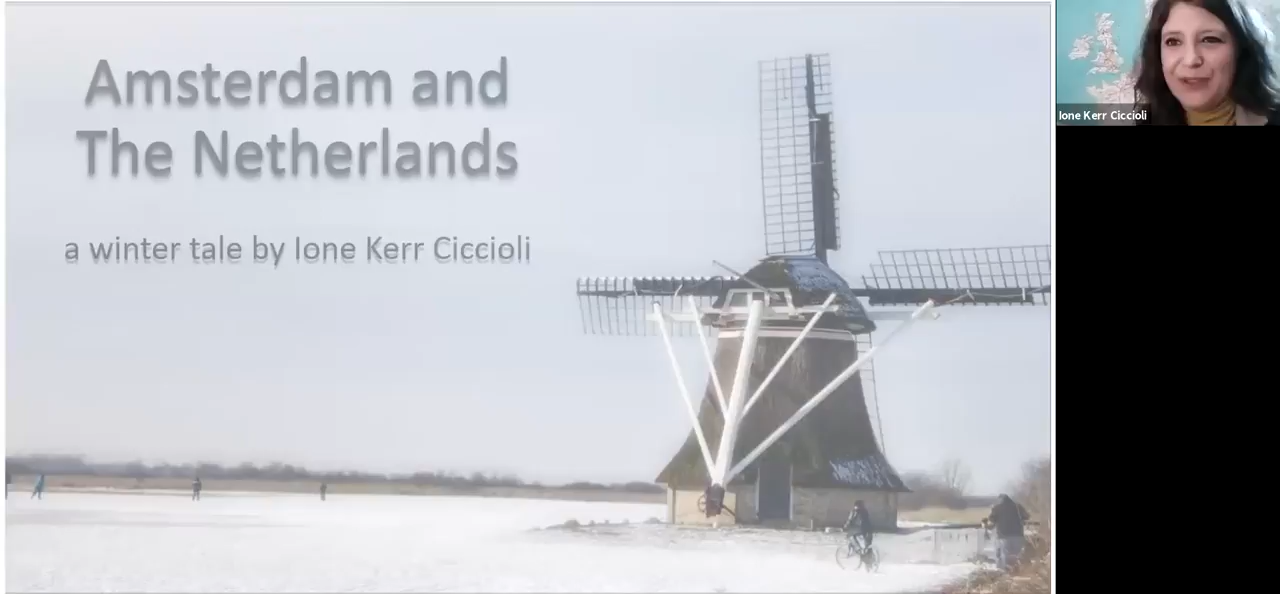 Amsterdam and
The Netherlands
a winter tale by Ione Kerr Ciccioli
Ione Kerr Ciccioli